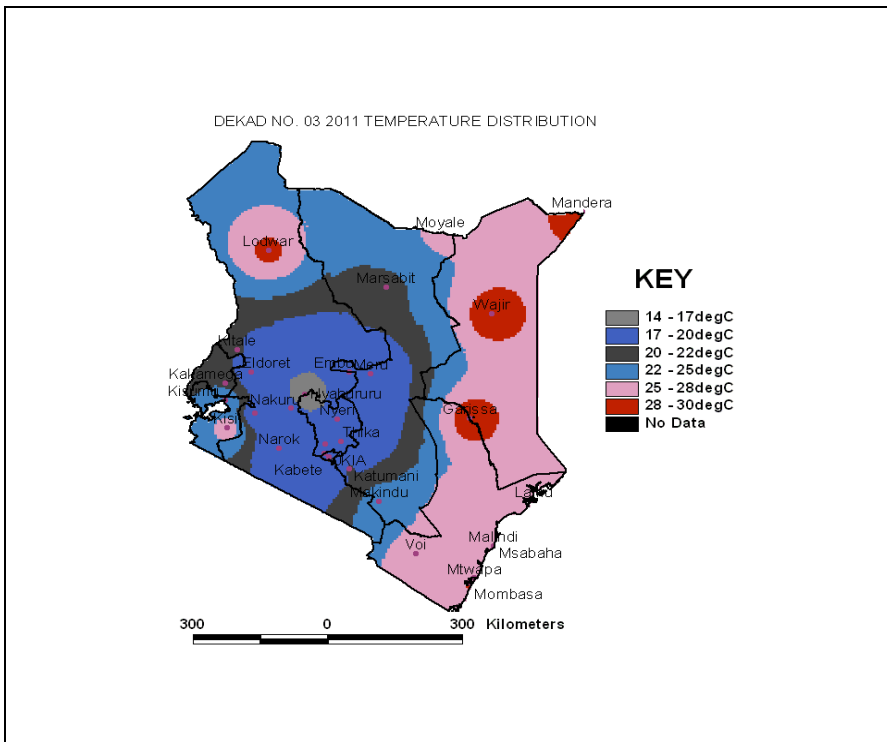 DEKAD NO. 03 2011 TEMPERATURE DISTRIBUTION
Mandera
Moyale
Lodwar
Marsabit
Wajir
KEY
14 - 17degC
17 - 20degC
20 - 22degC
22 - 25degC
25 - 28degC
28 - 30degC
No Data
Kitale
Eldoret
Embu
Meru
Kakamega
Kisumu
Nyahururu
Nakuru
Nyeri
Garissa
Kisii
Thika
Narok
JKIA
Kabete
Katumani
Makindu
Lamu
Voi
Malindi
Msabaha
Mtwapa
Mombasa
300 0 300 Kilometers